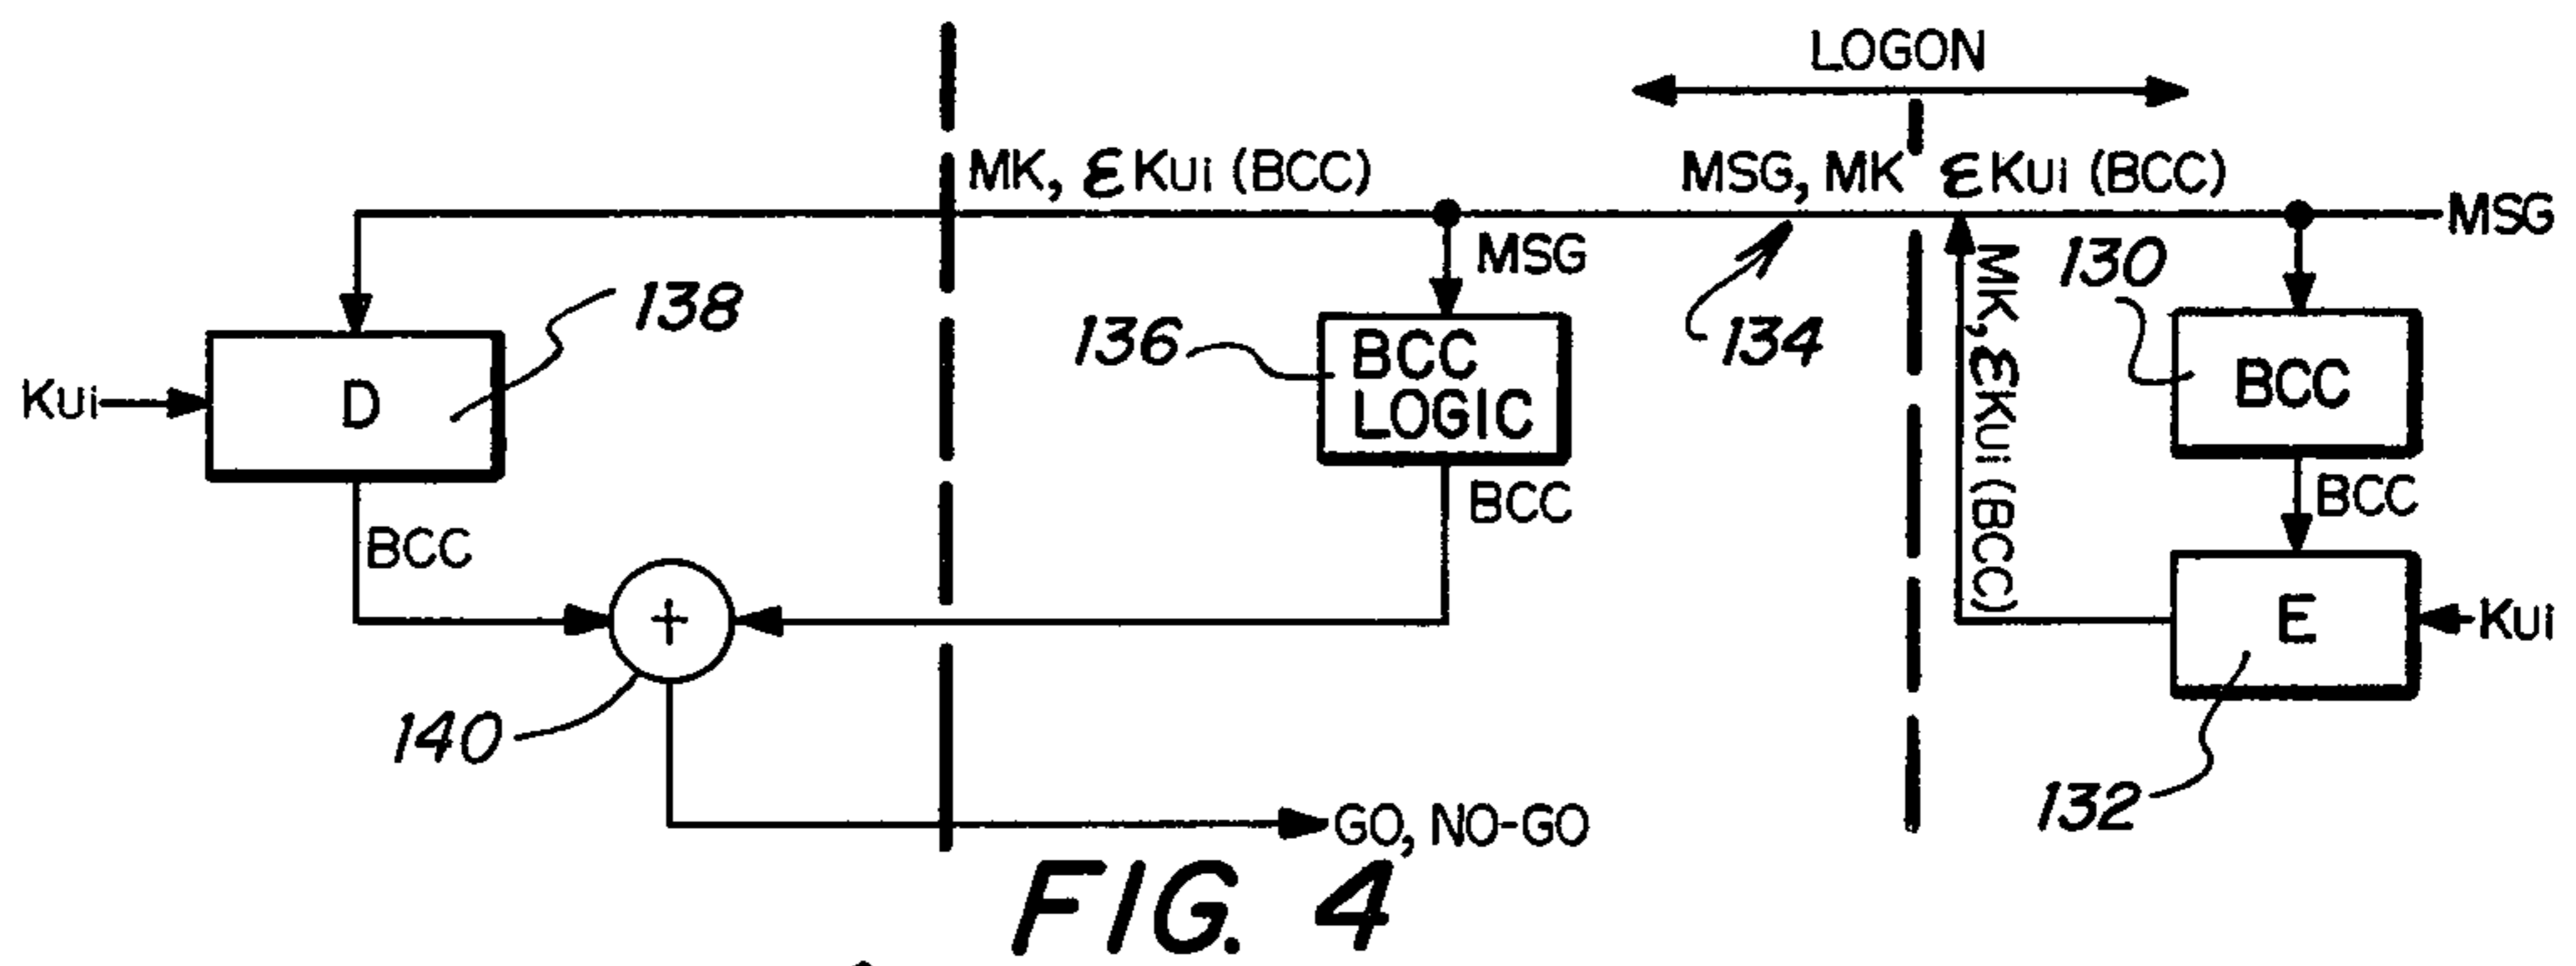 LOGON
MK, εKui (BCC)
MSG, MK εKui (BCC)
MSG
MSG
130
138
136
BCC
LOGIC
134
MK, εKui (BCC)
BCC
Kui
D
BCC
BCC
BCC
E
Kui
+
140
132
GO, NO-GO
FIG. 4